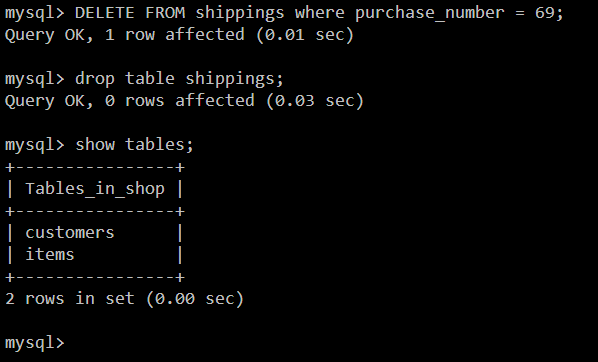 mysql> DELETE FROM shippings where purchase_number = 69;
Query OK, 1 row affected (0.01 sec)
mysql> drop table shippings;
Query OK, 0 rows affected (0.03 sec)
mysql> show tables;
+----------------+
| Tables_in_shop |
+----------------+
| customers      |
| items          |
+----------------+
2 rows in set (0.00 sec)
mysql>